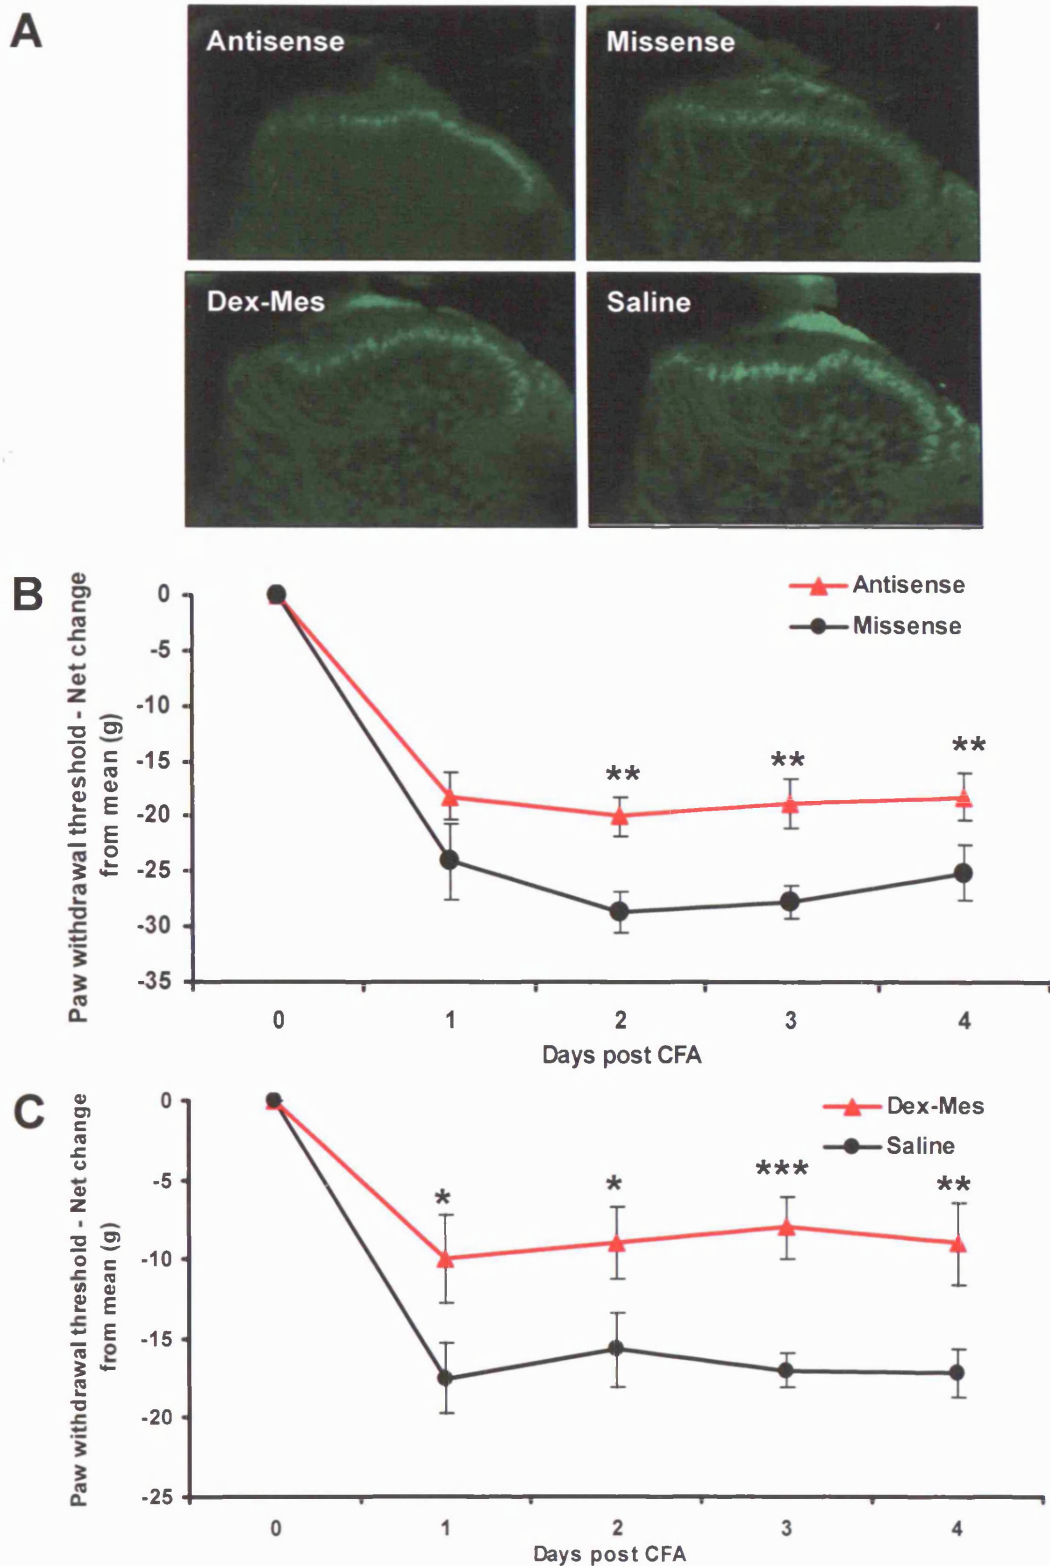 A
Antisense
Missense
Dex-Mes
Saline
B
Paw withdrawal threshold - Net change
from mean (g)
0
-5
-10
-15
-20
-25
-30
-35
Antisense
Missense
**
**
**
0 1 2 3 4
Days post CFA
C
Paw withdrawal threshold - Net change
from mean (g)
0
-5
-10
-15
-20
-25
Dex-Mes
Saline
*
*
***
**
0 1 2 3 4
Days post CFA